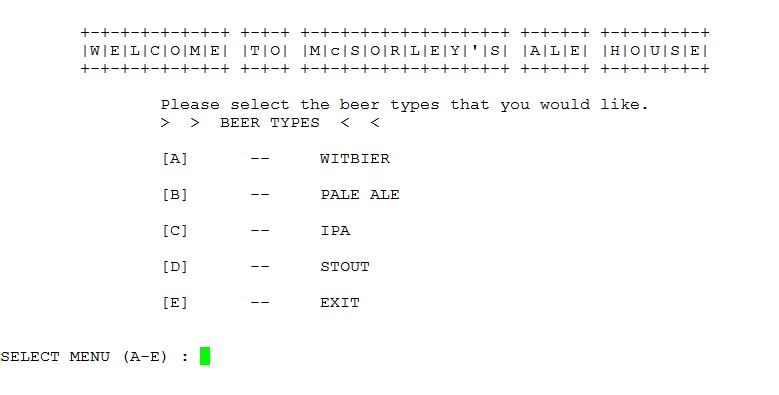 +-+-+-+-+-+-+-+ +-+-+ +-+-+-+-+-+-+-+-+-+-+ +-+-+-+ +-+-+-+-+-+
|W|E|L|C|O|M|E| |T|O| |M|c|S|O|R|L|E|Y|'|S| |A|L|E| |H|O|U|S|E|
+-+-+-+-+-+-+-+ +-+-+ +-+-+-+-+-+-+-+-+-+-+ +-+-+-+ +-+-+-+-+-+
Please select the beer types that you would like.
> > BEER TYPES < <
[A] -- WITBIER
[B] -- PALE ALE
[C] -- IPA
[D] -- STOUT
[E] -- EXIT
SELECT MENU (A-E) :